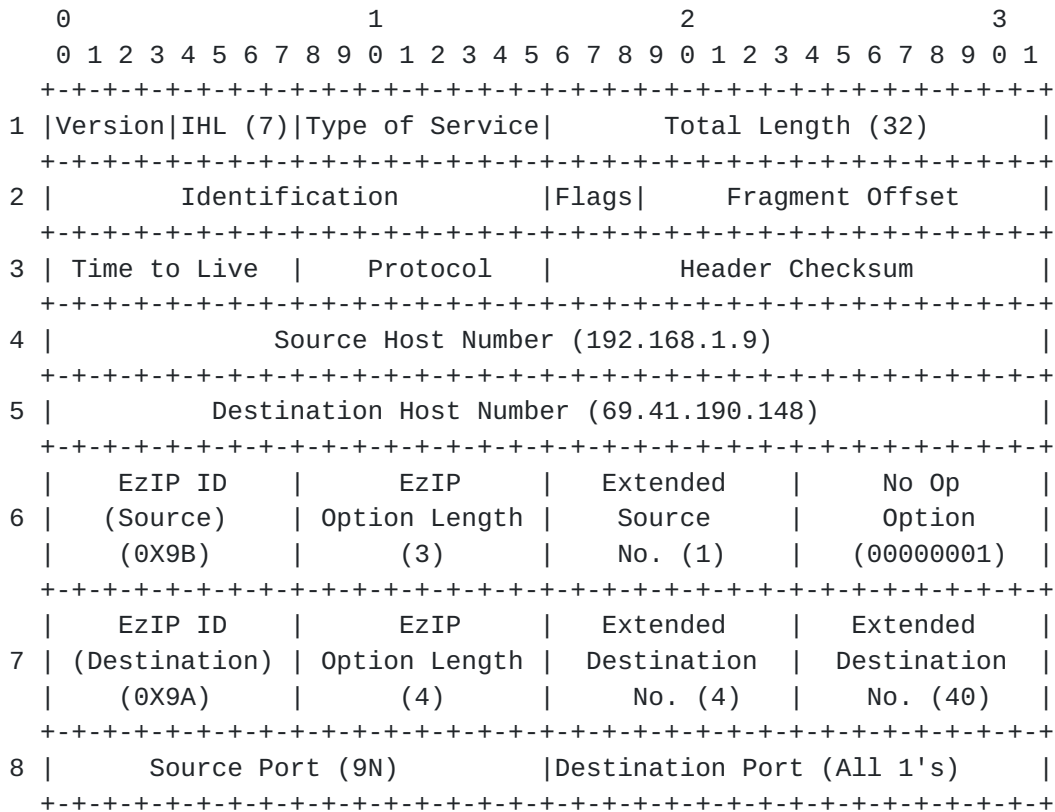 0                   1                   2                   3
    0 1 2 3 4 5 6 7 8 9 0 1 2 3 4 5 6 7 8 9 0 1 2 3 4 5 6 7 8 9 0 1
   +-+-+-+-+-+-+-+-+-+-+-+-+-+-+-+-+-+-+-+-+-+-+-+-+-+-+-+-+-+-+-+-+
 1 |Version|IHL (7)|Type of Service|       Total Length (32)       |
   +-+-+-+-+-+-+-+-+-+-+-+-+-+-+-+-+-+-+-+-+-+-+-+-+-+-+-+-+-+-+-+-+
 2 |        Identification         |Flags|     Fragment Offset     |
   +-+-+-+-+-+-+-+-+-+-+-+-+-+-+-+-+-+-+-+-+-+-+-+-+-+-+-+-+-+-+-+-+
 3 | Time to Live  |    Protocol   |        Header Checksum        |
   +-+-+-+-+-+-+-+-+-+-+-+-+-+-+-+-+-+-+-+-+-+-+-+-+-+-+-+-+-+-+-+-+
 4 |              Source Host Number (192.168.1.9)                 |
   +-+-+-+-+-+-+-+-+-+-+-+-+-+-+-+-+-+-+-+-+-+-+-+-+-+-+-+-+-+-+-+-+
 5 |          Destination Host Number (69.41.190.148)              |
   +-+-+-+-+-+-+-+-+-+-+-+-+-+-+-+-+-+-+-+-+-+-+-+-+-+-+-+-+-+-+-+-+
   |    EzIP ID    |      EzIP     |   Extended    |     No Op     |
 6 |   (Source)    | Option Length |    Source     |     Option    |
   |    (0X9B)     |      (3)      |    No. (1)    |   (00000001)  |
   +-+-+-+-+-+-+-+-+-+-+-+-+-+-+-+-+-+-+-+-+-+-+-+-+-+-+-+-+-+-+-+-+
   |    EzIP ID    |      EzIP     |   Extended    |   Extended    |
 7 | (Destination) | Option Length |  Destination  |  Destination  |
   |    (0X9A)     |      (4)      |     No. (4)   |    No. (40)   |
   +-+-+-+-+-+-+-+-+-+-+-+-+-+-+-+-+-+-+-+-+-+-+-+-+-+-+-+-+-+-+-+-+
 8 |      Source Port (9N)         |Destination Port (All 1's)     |
   +-+-+-+-+-+-+-+-+-+-+-+-+-+-+-+-+-+-+-+-+-+-+-+-+-+-+-+-+-+-+-+-+